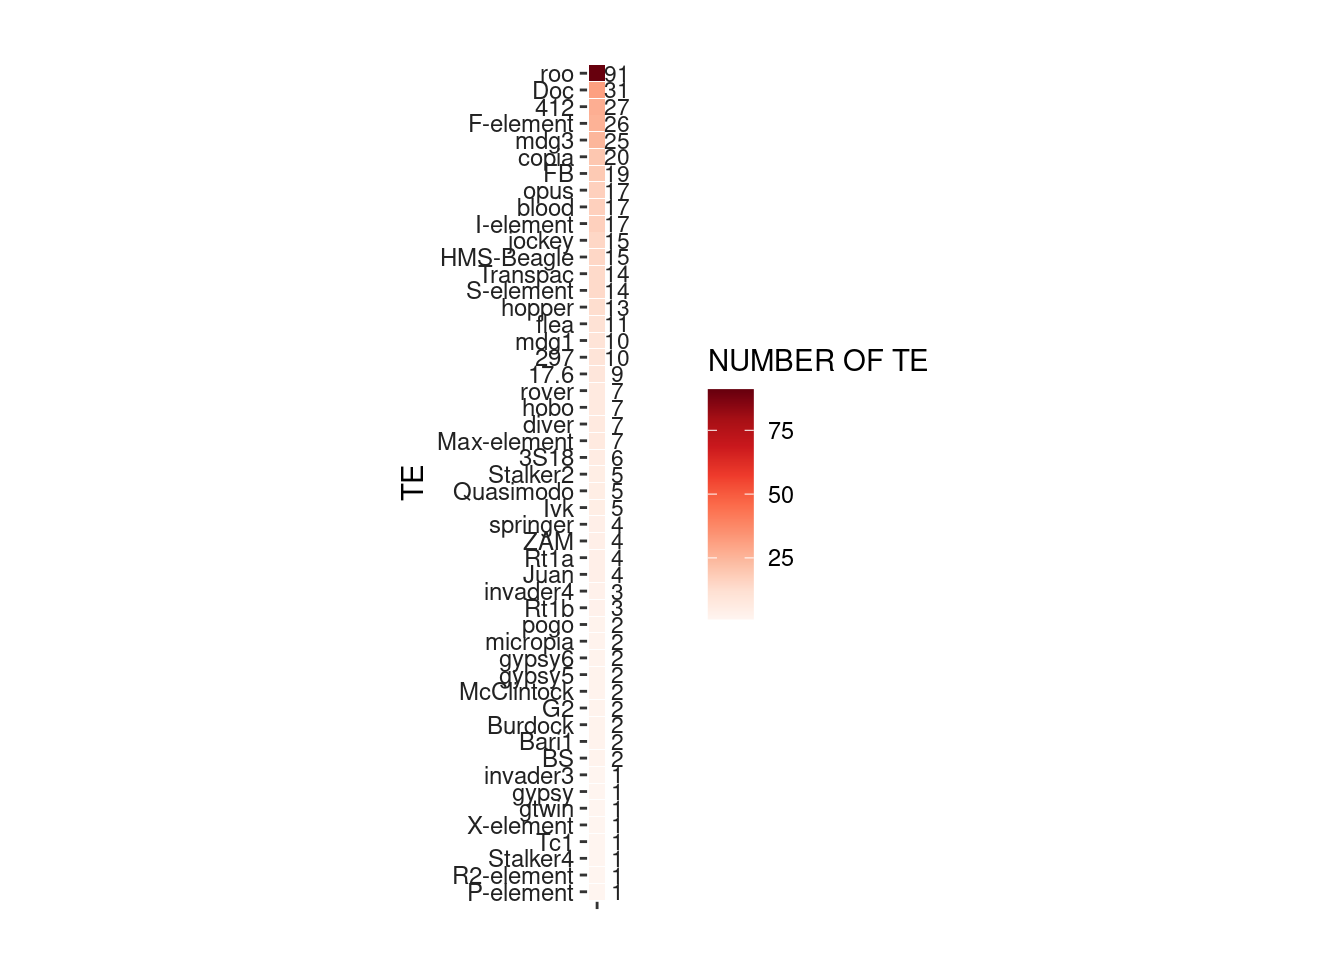 roo 91
Doc 31
412 27
F-element 26
mdg3 25
copia 20
FB 19
opus 17
blood 17
I-element 17
jockey 15
HMS-Beagle 15
Transpac 14
S-element 14
hopper 13
flea 11
mdg1 10
297 10
17.6 9
rover 7
hobo 7
diver 7
Max-element 7
3S18 6
Stalker2 5
Quasimodo 5
Ivk 5
springer 4
ZAM 4
Rt1a 4
Juan 4
invader4 3
Rt1b 3
pogo 2
micropia 2
gypsy6 2
gypsy5 2
McClintock 2
G2 2
Burdock 2
Bari1 2
BS 2
invader3 1
gypsy 1
gtwin 1
X-element 1
Tc1 1
Stalker4 1
R2-element 1
P-element 1
TE
NUMBER OF TE
75
50
25